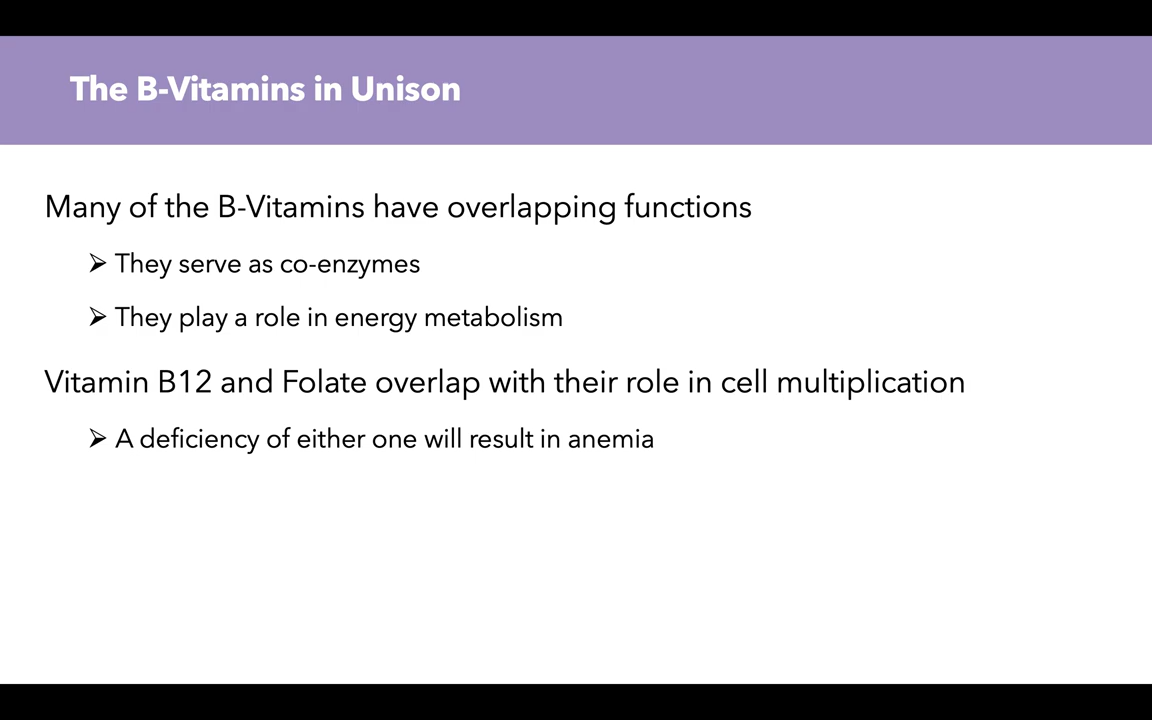 The B-Vitamins in Unison
Many of the B-Vitamins have overlapping functions
➢ They serve as co-enzymes
➢ They play a role in energy metabolism
Vitamin B12 and Folate overlap with their role in cell multiplication
➢ A deficiency of either one will result in anemia